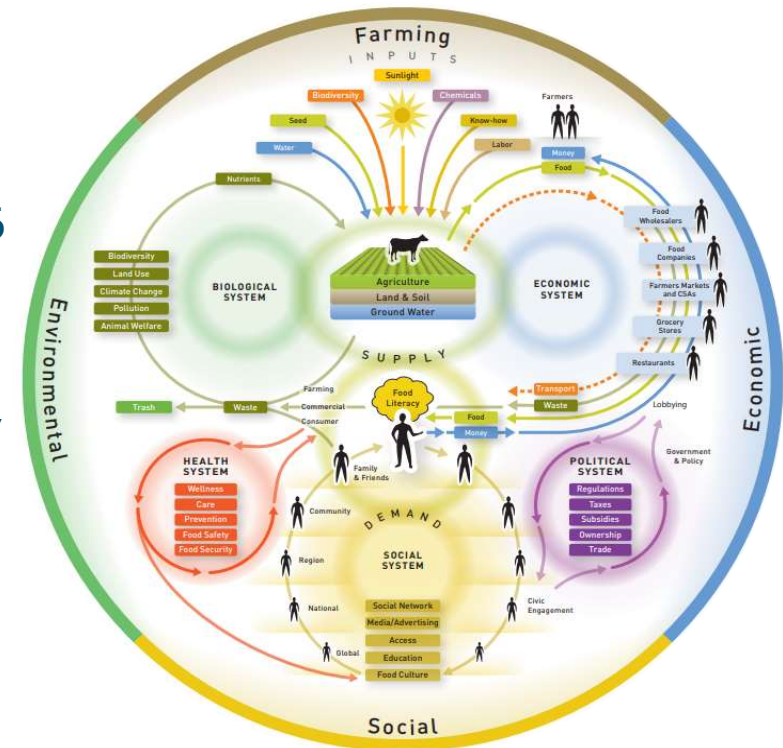 Farming
INPUTS
Sunlight
Biodiversity
Chemicals
Seed
Know-how
Water
Labor
Farmers
Money
Food
Nutrients
Food
Wholesalers
Food
Companies
Farmers Markets
and CSAs
Grocery
Stores
Restaurants
Biodiversity
Land Use
Climate Change
Pollution
Animal Welfare
BIOLOGICAL
SYSTEM
Agriculture
Land & Soil
Ground Water
ECONOMIC
SYSTEM
Environmental
Economic
SUPPLY
Farming
Commercial
Consumer
Trash
Waste
Food
Literacy
Transport
Waste
Food
Money
Lobbying
Government
& Policy
HEALTH
SYSTEM
Wellness
Care
Prevention
Food Safety
Food Security
Family
& Friends
Community
Region
National
Global
DEMAND
SOCIAL
SYSTEM
Social Network
Media/Advertising
Access
Education
Food Culture
POLITICAL
SYSTEM
Regulations
Taxes
Subsidies
Ownership
Trade
Civic
Engagement
Social